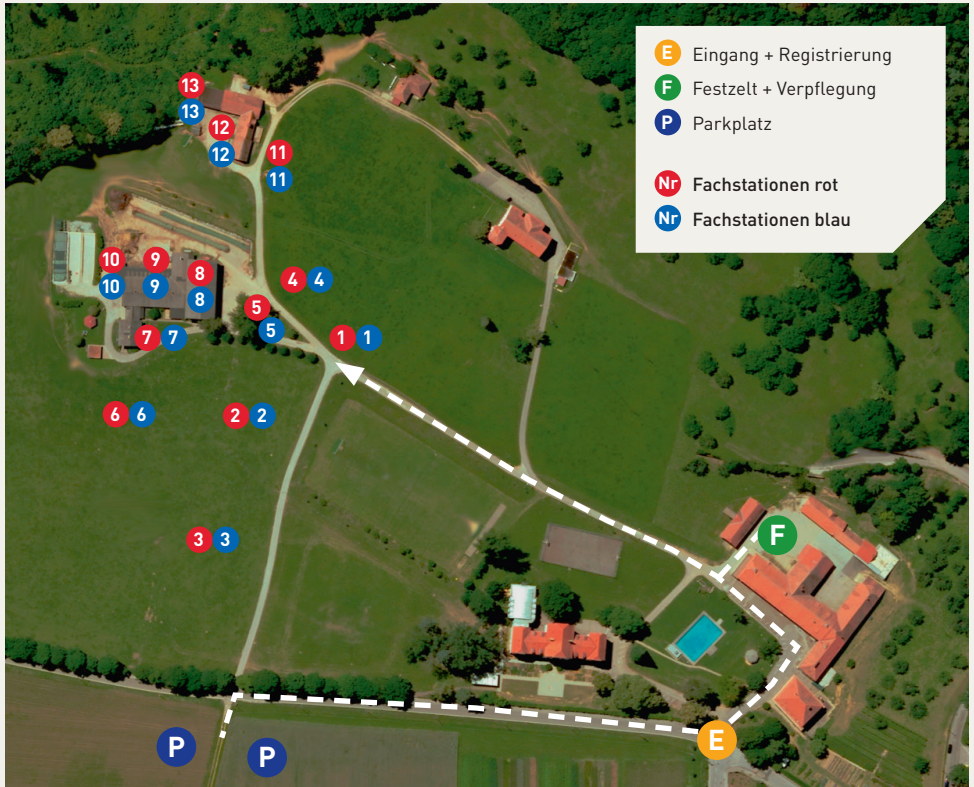 E Eingang + Registrierung
F Festzelt + Verpflegung
P Parkplatz
Nr Fachstationen rot
Nr Fachstationen blau
13
13
12
12
11
11
10
10
9
9
8
8
4 4
5
5
7 7
1 1
6 6
2 2
3 3
F
P
P
E